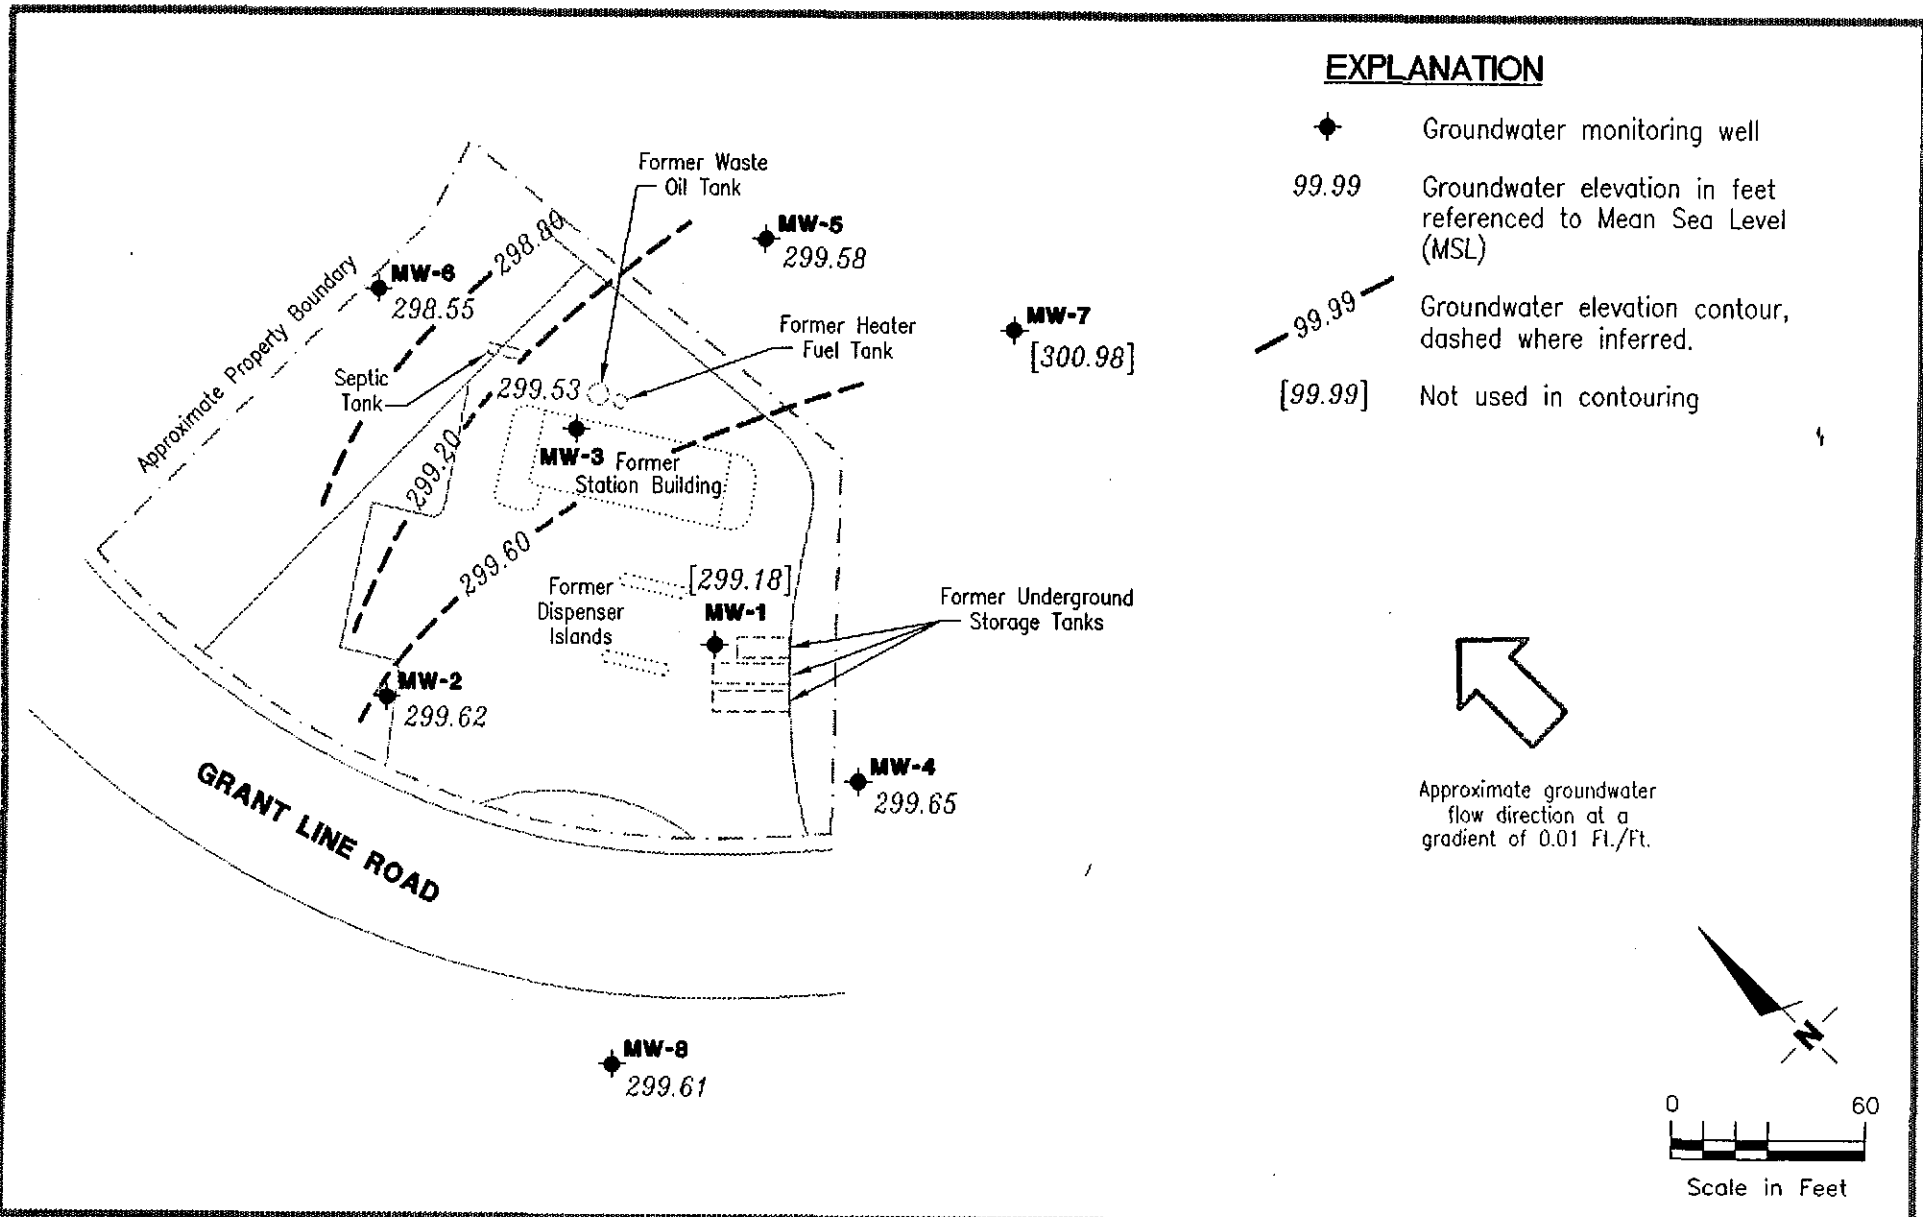 EXPLANATION
Groundwater monitoring well
99.99
Groundwater elevation in feet
referenced to Mean Sea Level
(MSL)
99.99
Groundwater elevation contour,
dashed where inferred.
[99.99]
Not used in contouring
Former Waste
Oil Tank
MW-5
299.58
298.80
MW-6
298.55
Approximate Property Boundary
MW-7
[300.98]
Former Heater
Fuel Tank
Septic
Tank
299.53
MW-3
Former
Station Building
299.20
299.60
[299.18]
MW-1
Former
Dispenser
Islands
Former Underground
Storage Tanks
MW-2
299.62
MW-4
299.65
GRANT LINE ROAD
MW-8
299.61
Approximate groundwater
flow direction at a
gradient of 0.01 Ft./Ft.
N
0 60
Scale in Feet